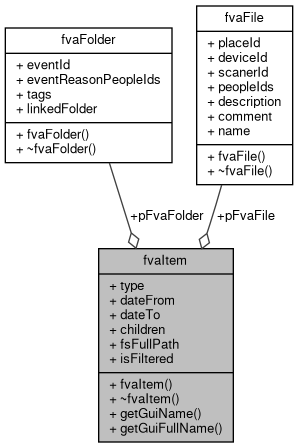 fvaFolder
+ eventId
+ eventReasonPeopleIds
+ tags
+ linkedFolder
+ fvaFolder()
+ ~fvaFolder()
fvaFile
+ placeId
+ deviceId
+ scanerId
+ peopleIds
+ description
+ comment
+ name
+ fvaFile()
+ ~fvaFile()
+pFvaFolder
+pFvaFile
fvaItem
+ type
+ dateFrom
+ dateTo
+ children
+ fsFullPath
+ isFiltered
+ fvaItem()
+ ~fvaItem()
+ getGuiName()
+ getGuiFullName()